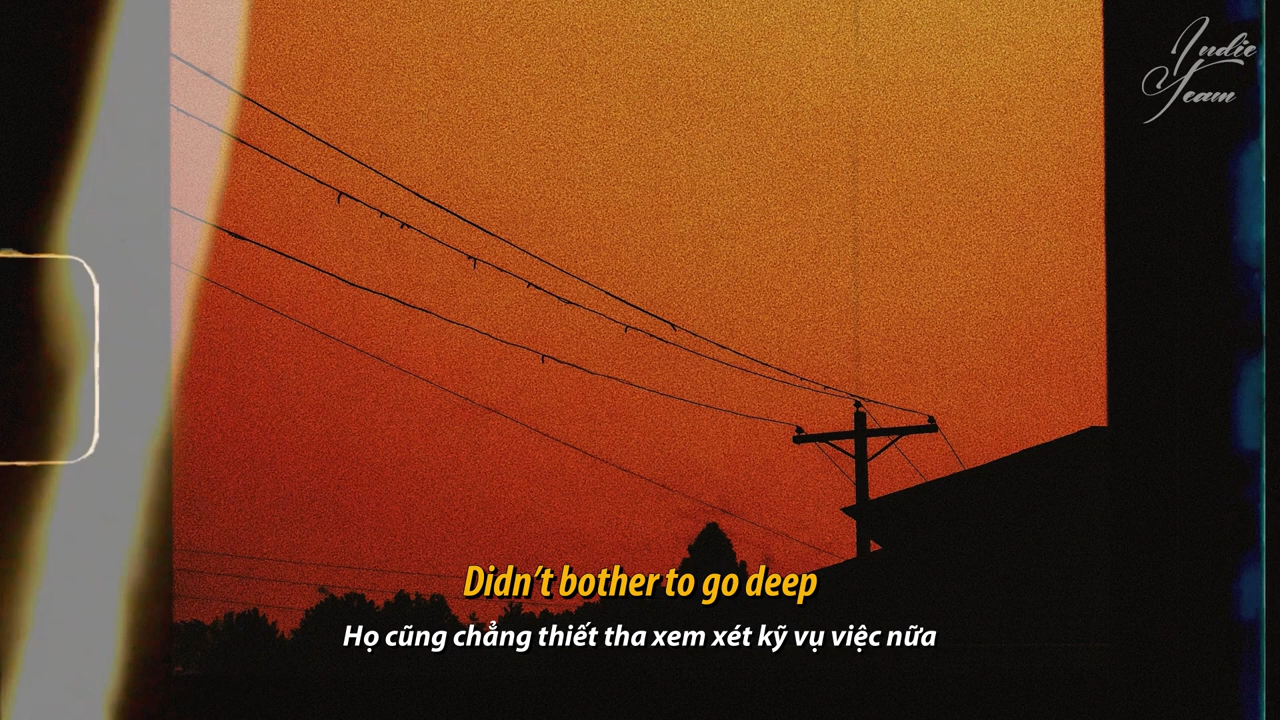 Indie
Team
Didn't bother to go deep
Họ cũng chẳng thiết tha xem xét kỹ vụ việc nữa